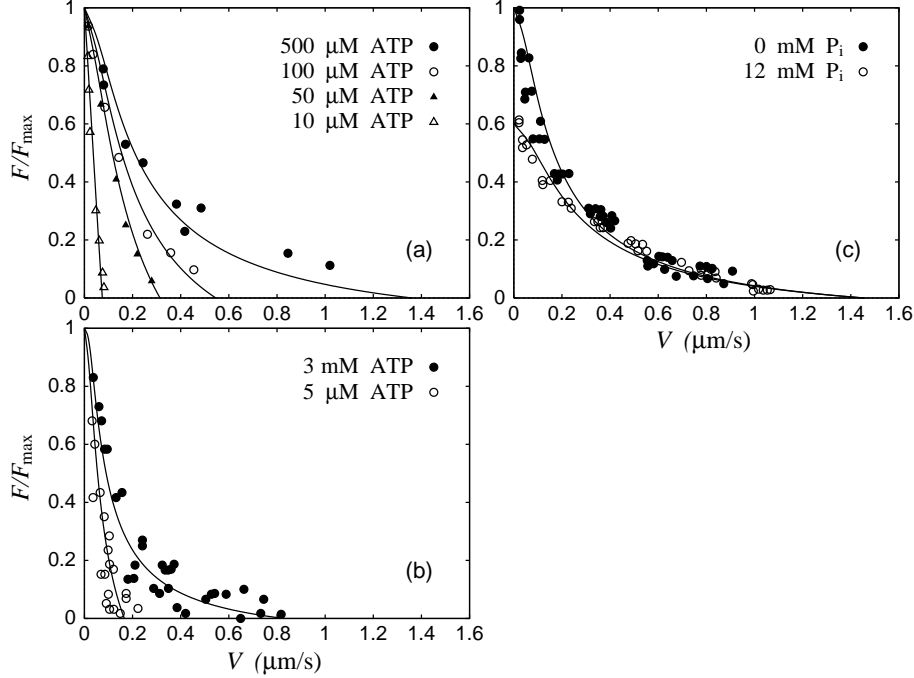 F/Fmax
1
0.8
0.6
0.4
0.2
0
500 μM ATP
100 μM ATP
50 μM ATP
10 μM ATP
(a)
0 0.2 0.4 0.6 0.8 1 1.2 1.4 1.6
F/Fmax
1
0.8
0.6
0.4
0.2
0
3 mM ATP
5 μM ATP
(b)
0 0.2 0.4 0.6 0.8 1 1.2 1.4 1.6
V (μm/s)
1
0.8
0.6
0.4
0.2
0
0 mM Pi
12 mM Pi
(c)
0 0.2 0.4 0.6 0.8 1 1.2 1.4 1.6
V (μm/s)